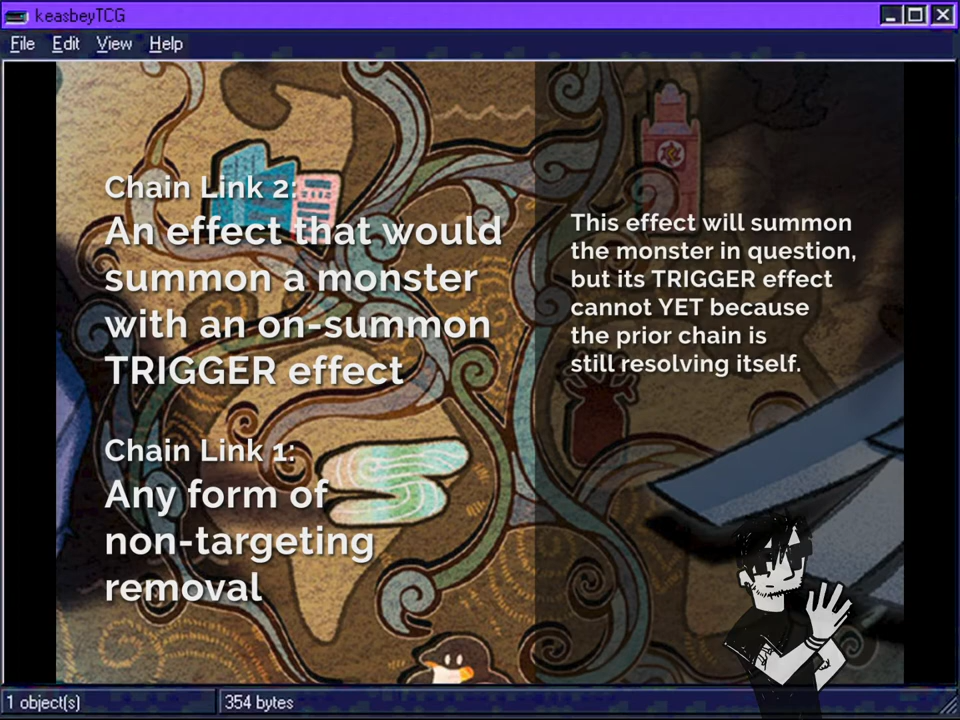 keasbeyTCG
File Edit View Help
Chain Link 2:
An effect that would
summon a monster
with an on-summon
TRIGGER effect
Chain Link 1:
Any form of
non-targeting
removal
This effect will summon
the monster in question,
but its TRIGGER effect
cannot YET because
the prior chain is
still resolving itself.
1 object(s)
354 bytes